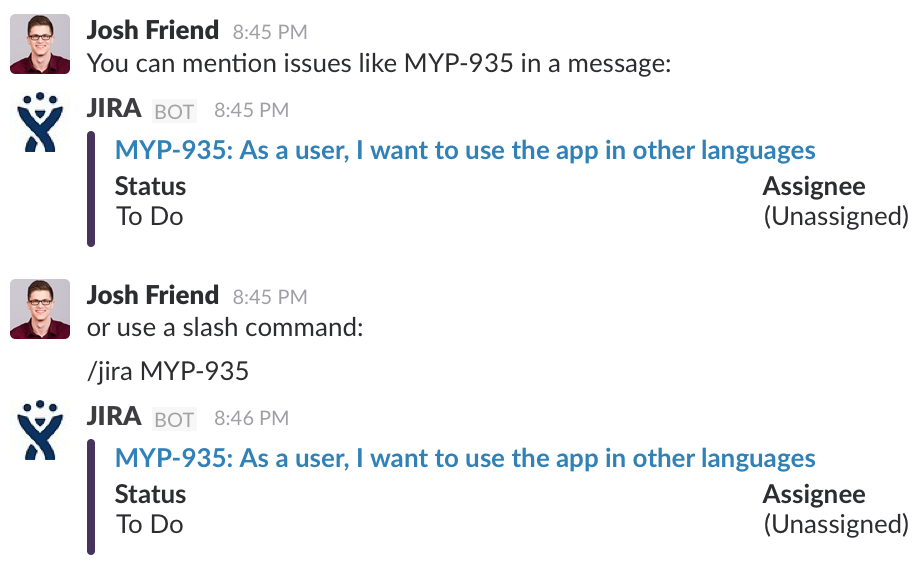 Josh Friend 8:45 PM
You can mention issues like MYP-935 in a message:
JIRA BOT 8:45 PM
MYP-935: As a user, I want to use the app in other languages
Status Assignee
To Do (Unassigned)
Josh Friend 8:45 PM
or use a slash command:
/jira MYP-935
JIRA BOT 8:46 PM
MYP-935: As a user, I want to use the app in other languages
Status Assignee
To Do (Unassigned)